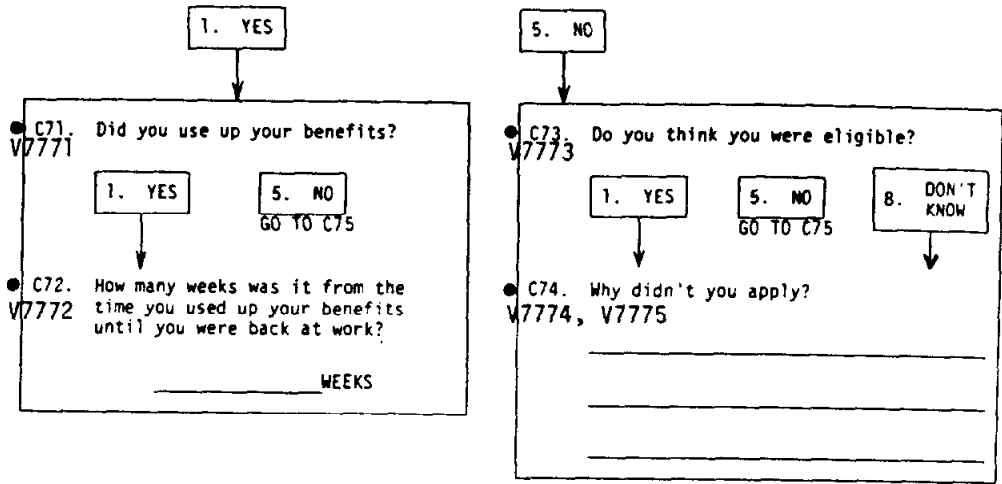 1. YES
5. NO
C71. Did you use up your benefits?
V7771
1. YES
5. NO
GO TO C75
C72. How many weeks was it from the
V7772 time you used up your benefits
until you were back at work?
WEEKS
C73. Do you think you were eligible?
V7773
1. YES
5. NO
GO TO C75
8. DON'T
KNOW
C74. Why didn't you apply?
V7774, V7775